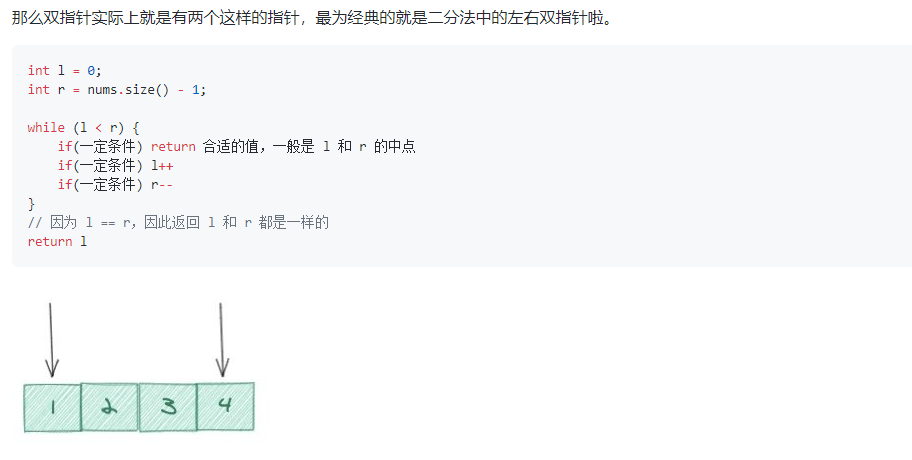 那么双指针实际上就是有两个这样的指针，最为经典的就是二分法中的左右双指针啦。
int l = 0;
int r = nums.size() - 1;
while (l < r) {
    if(一定条件) return 合适的值，一般是 l 和 r 的中点
    if(一定条件) l++
    if(一定条件) r--
}
// 因为 l == r，因此返回 l 和 r 都是一样的
return l
1 2 3 4